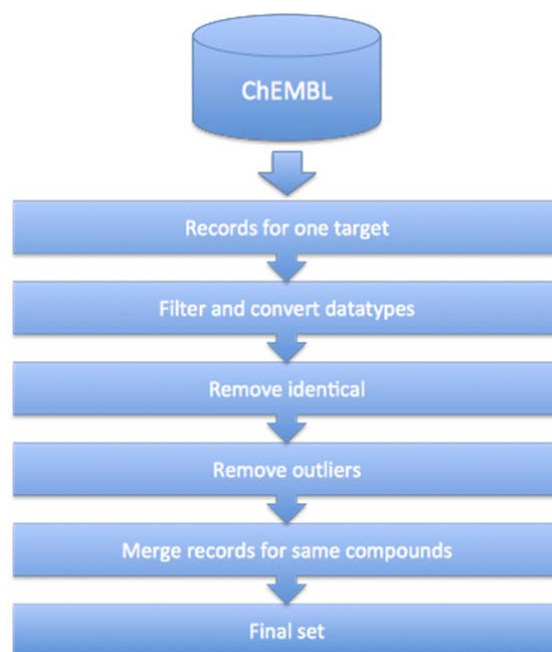 ChEMBL
Records for one target
Filter and convert datatypes
Remove identical
Remove outliers
Merge records for same compounds
Final set